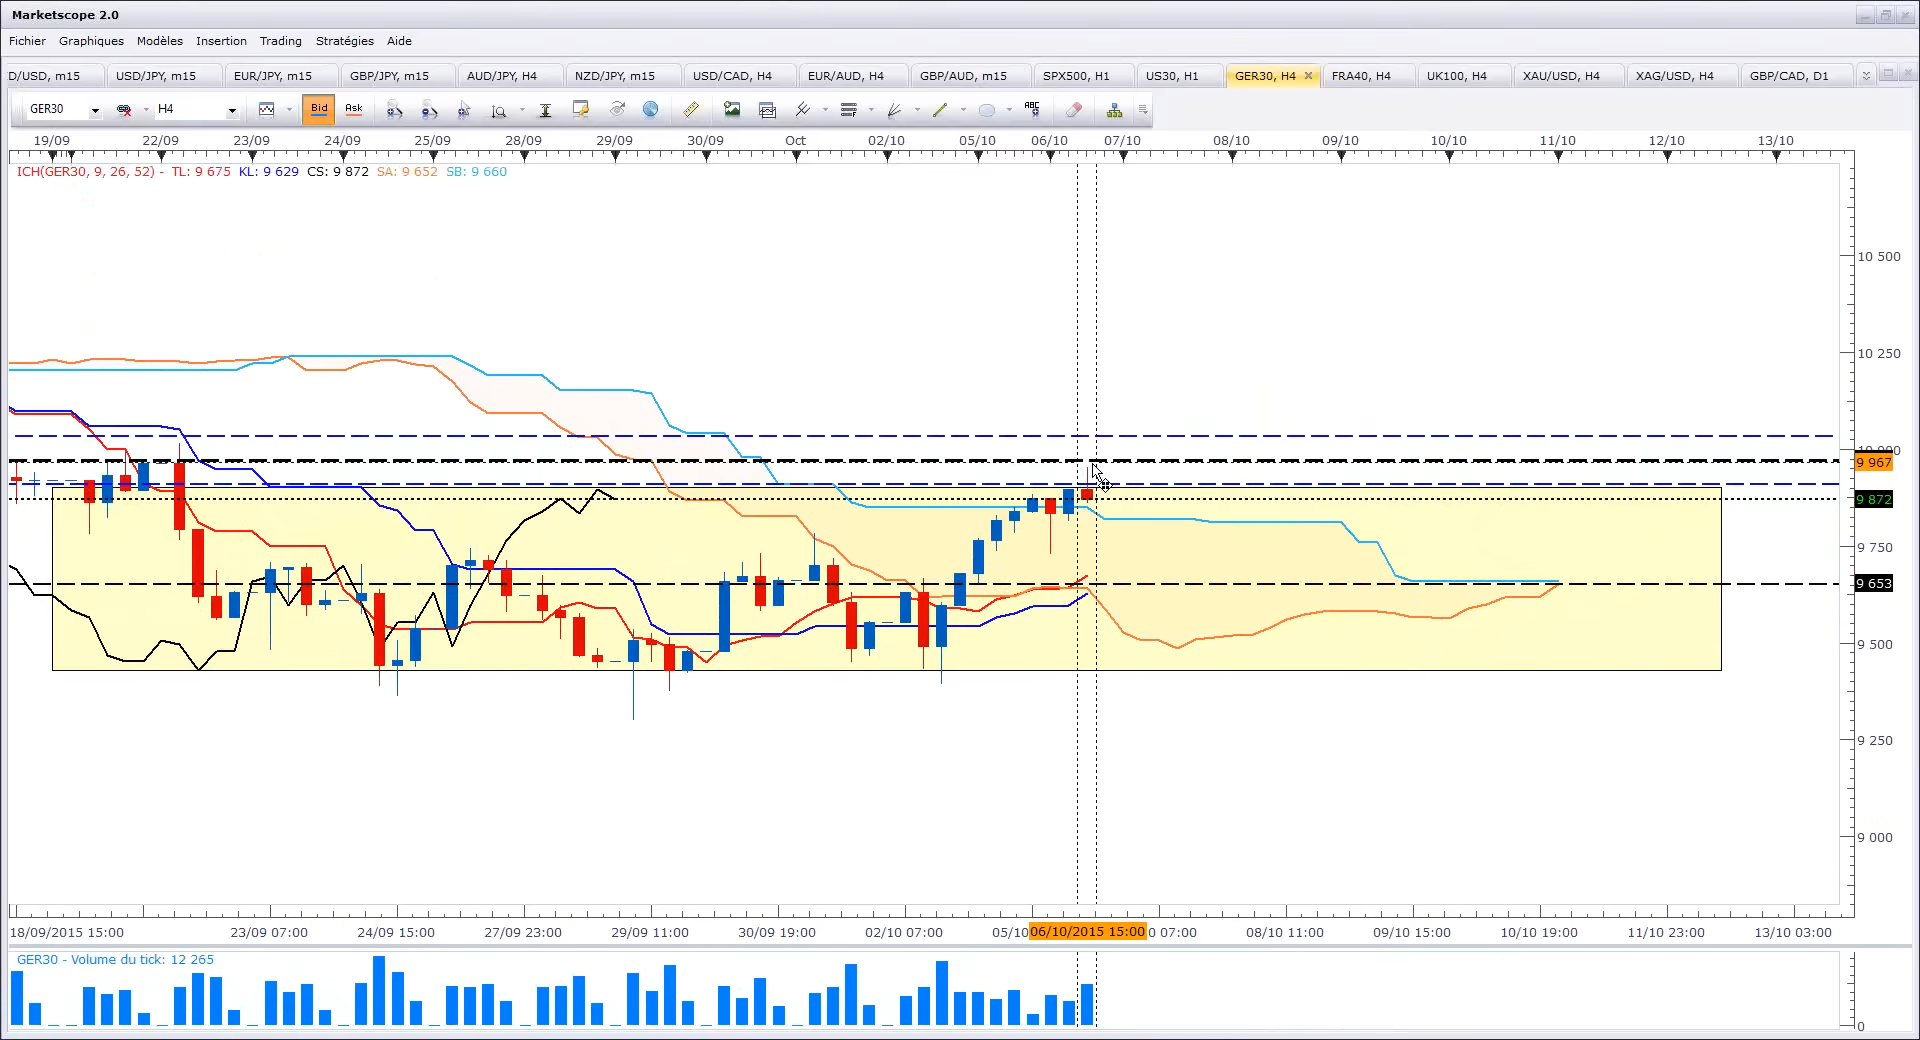 Marketscope 2.0
Fichier Graphiques Modèles Insertion Trading Stratégies Aide
D/USD, m15 USD/JPY, m15 EUR/JPY, m15 GBP/JPY, m15 AUD/JPY, H4 NZD/JPY, m15 USD/CAD, H4 EUR/AUD, H4 GBP/AUD, m15 SPX500, H1 US30, H1 GER30, H4 FRA40, H4 UK100, H4 XAU/USD, H4 XAG/USD, H4 GBP/CAD, D1
GER30 H4 Bid Ask ABC
19/09 22/09 23/09 24/09 25/09 28/09 29/09 30/09 Oct 02/10 05/10 06/10 07/10 08/10 09/10 10/10 11/10 12/10 13/10
ICH(GER30, 9, 26, 52) - TL: 9 675 KL: 9 629 CS: 9 872 SA: 9 652 SB: 9 660
10 500
10 250
9 967
9 872
9 750
9 653
9 500
9 250
9 000
18/09/2015 15:00 23/09 07:00 24/09 15:00 27/09 23:00 29/09 11:00 30/09 19:00 02/10 07:00 05/10 06/10/2015 15:00 0 07:00 08/10 11:00 09/10 15:00 10/10 19:00 11/10 23:00 13/10 03:00
GER30 - Volume du tick: 12 265
0